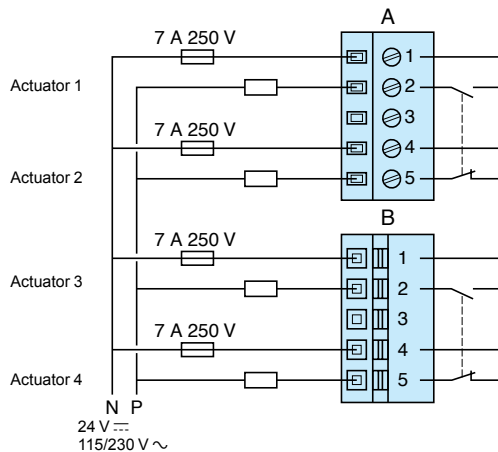 A
7 A 250 V
1
Actuator 1
2
3
7 A 250 V
4
Actuator 2
5
B
7 A 250 V
1
Actuator 3
2
3
7 A 250 V
4
Actuator 4
5
N P
24 V ⎓
115/230 V ∿